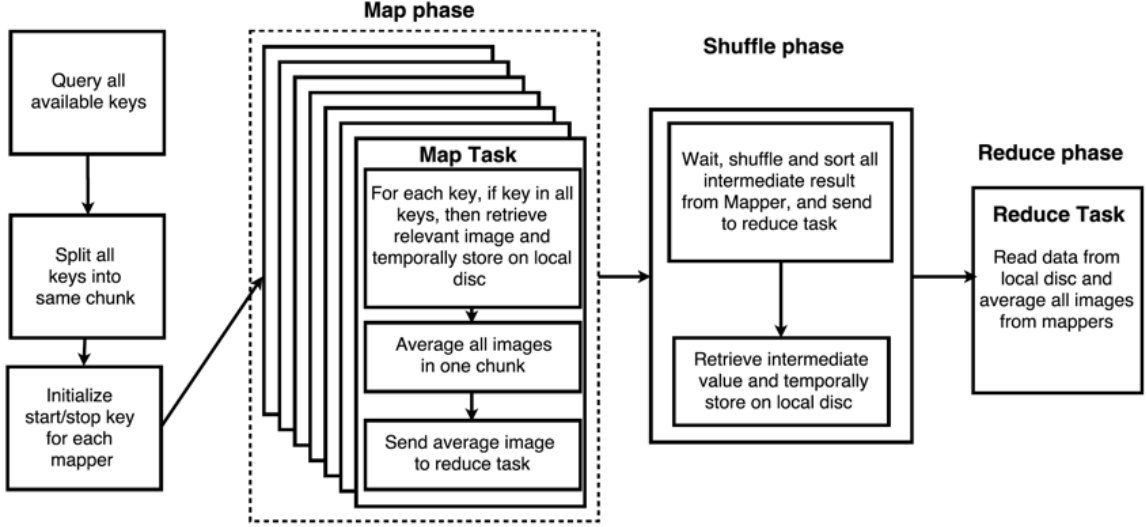 Query all
available keys
Split all
keys into
same chunk
Initialize
start/stop key
for each
mapper
Map phase
Map Task
For each key, if key in all
keys, then retrieve
relevant image and
temporally store on local
disc
Average all images
in one chunk
Send average image
to reduce task
Shuffle phase
Wait, shuffle and sort all
intermediate result
from Mapper, and send
to reduce task
Retrieve intermediate
value and temporally
store on local disc
Reduce phase
Reduce Task
Read data from
local disc and
average all images
from mappers